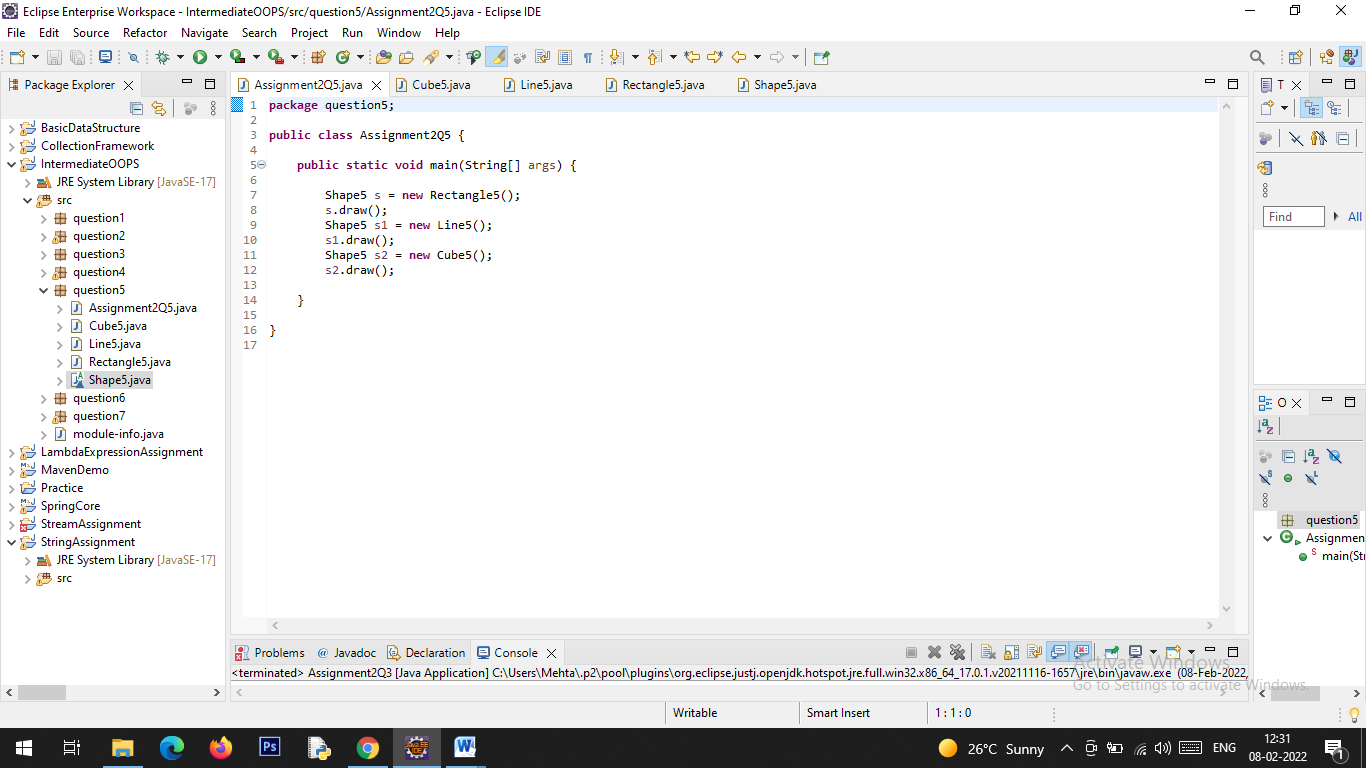 Eclipse Enterprise Workspace - IntermediateOOPS/src/question5/Assignment2Q5.java - Eclipse IDE
File Edit Source Refactor Navigate Search Project Run Window Help
Package Explorer
BasicDataStructure
CollectionFramework
IntermediateOOPS
JRE System Library [JavaSE-17]
src
question1
question2
question3
question4
question5
Assignment2Q5.java
Cube5.java
Line5.java
Rectangle5.java
Shape5.java
question6
question7
module-info.java
LambdaExpressionAssignment
MavenDemo
Practice
SpringCore
StreamAssignment
StringAssignment
JRE System Library [JavaSE-17]
src
Assignment2Q5.java Cube5.java Line5.java Rectangle5.java Shape5.java
1 package question5;
2
3 public class Assignment2Q5 {
4
5 public static void main(String[] args) {
6
7 Shape5 s = new Rectangle5();
8 s.draw();
9 Shape5 s1 = new Line5();
10 s1.draw();
11 Shape5 s2 = new Cube5();
12 s2.draw();
13
14 }
15
16 }
17
T
Find All
O
question5
Assignmen
main(Str
Problems @ Javadoc Declaration Console
<terminated> Assignment2Q3 [Java Application] C:\Users\Mehta\.p2\pool\plugins\org.eclipse.justj.openjdk.hotspot.jre.full.win32.x86_64_17.0.1.v20211116-1657\jre\bin\javaw.exe (08-Feb-2022,
Activate Windows
Go to Settings to activate Windows.
Writable Smart Insert 1 : 1 : 0
26°C Sunny ENG 12:31
08-02-2022
1